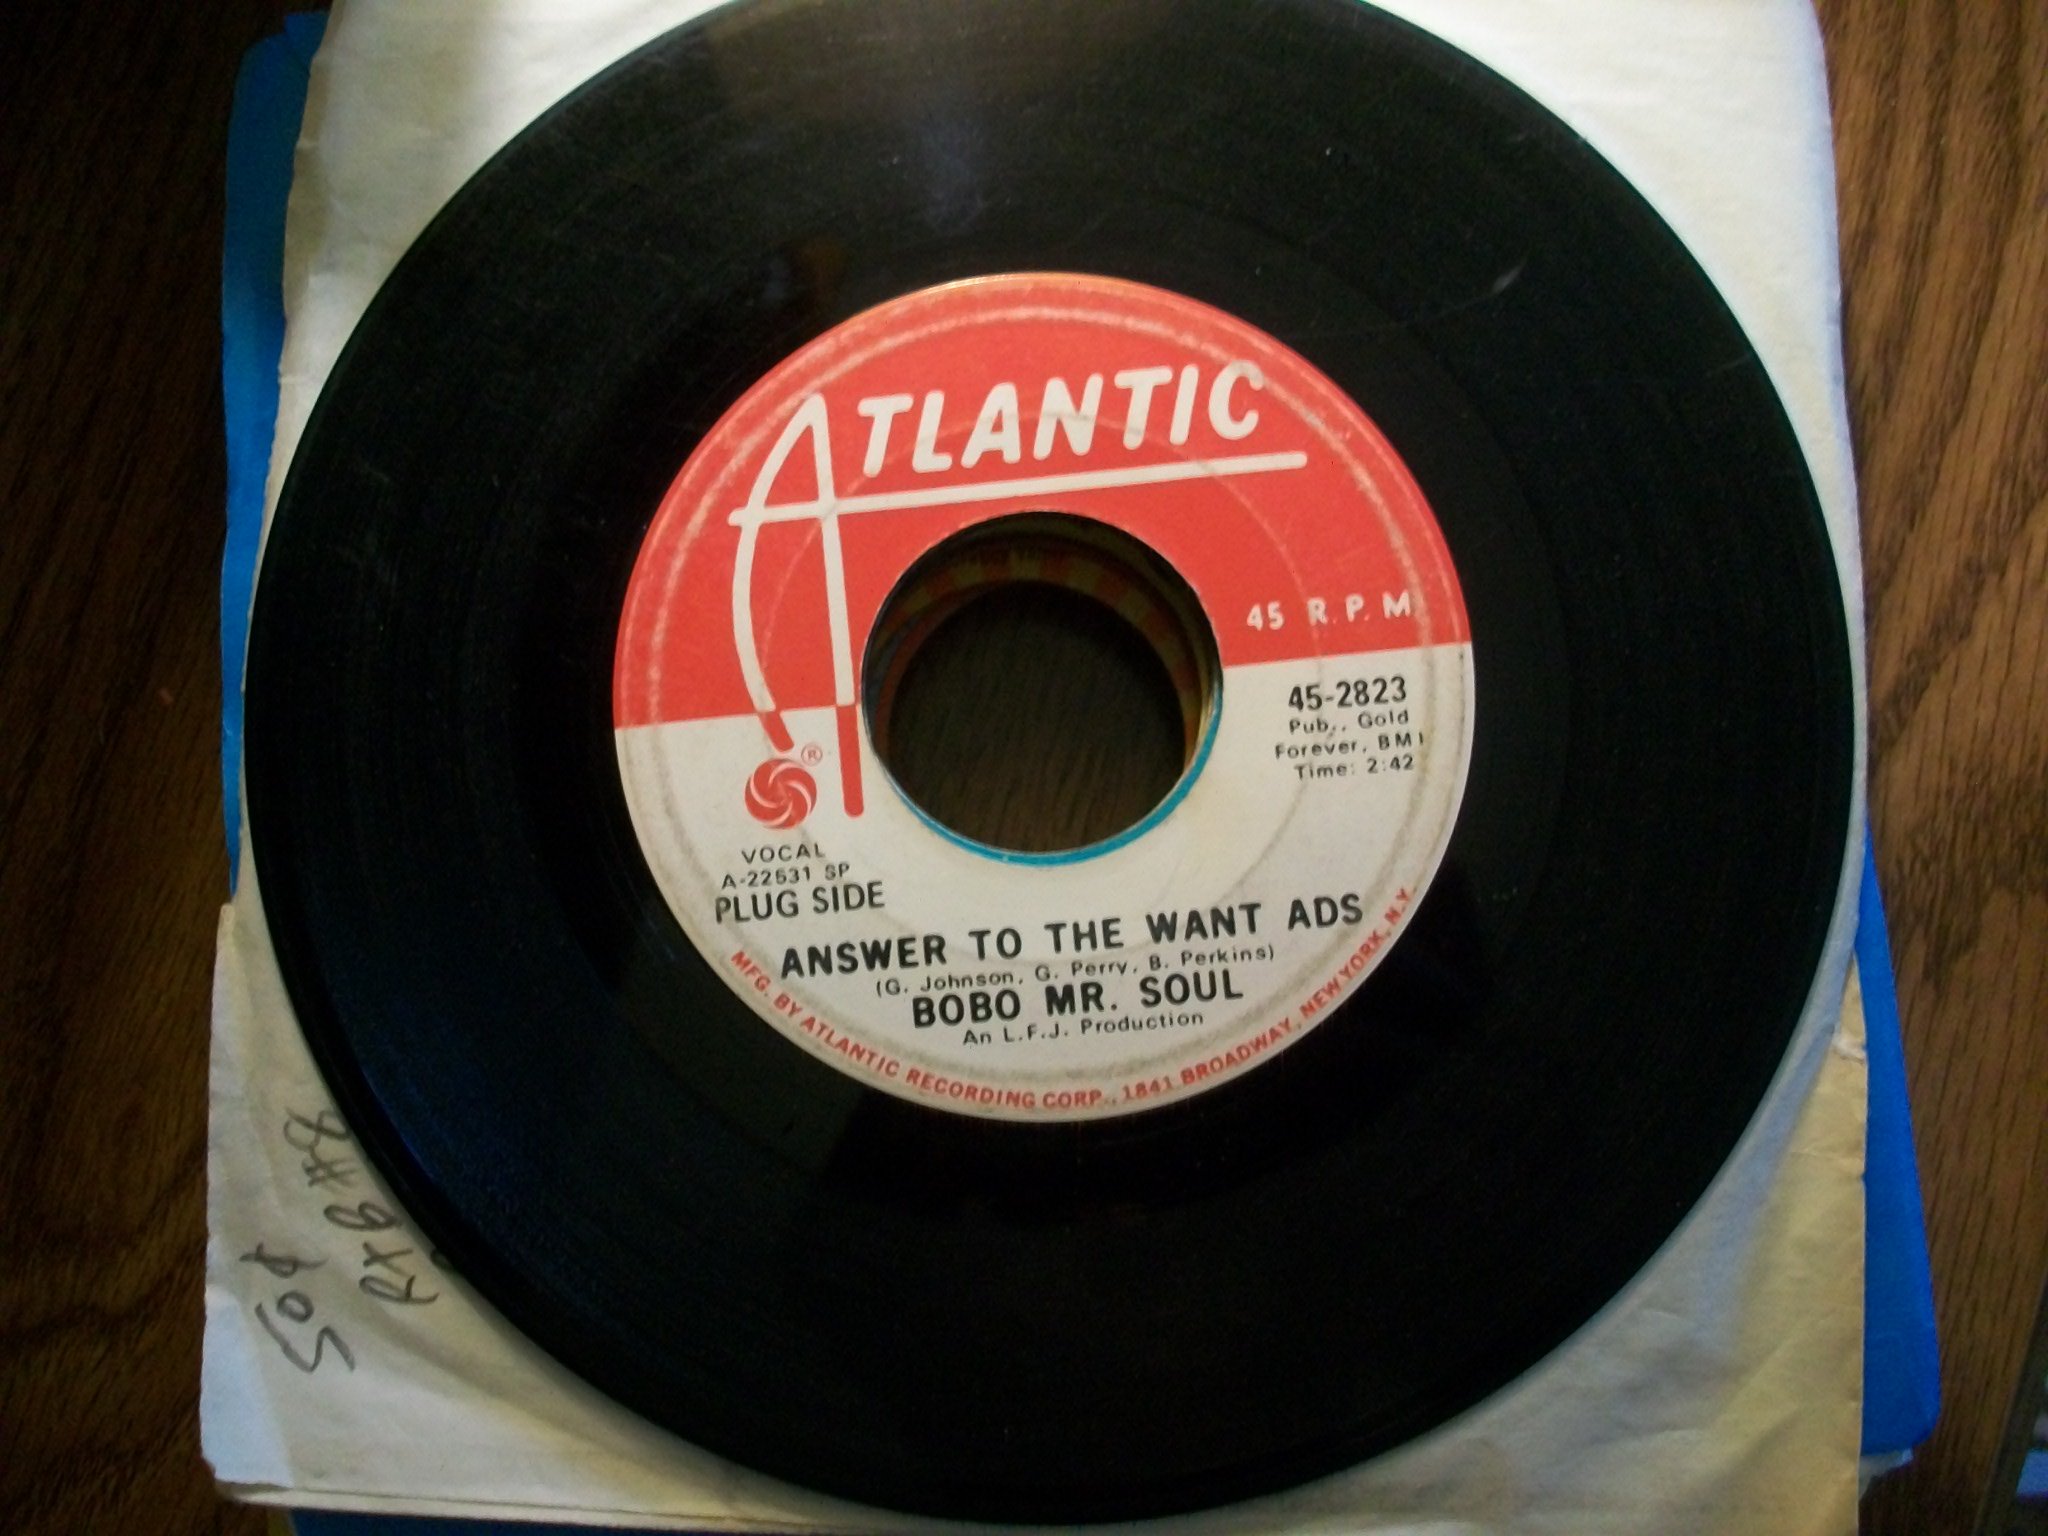 ATLANTIC
45 R.P.M
45-2823
Pub., Gold
Forever, BMI
Time: 2:42
®
VOCAL
A-22531 SP
PLUG SIDE
ANSWER TO THE WANT ADS
(G. Johnson, G. Perry, B. Perkins)
BOBO MR. SOUL
An L.F.J. Production
MFG. BY ATLANTIC RECORDING CORP., 1841 BROADWAY, NEW YORK, N.Y.
R+B #8
50¢